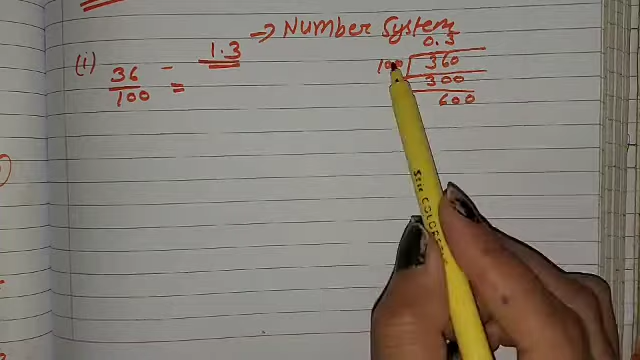 => Number System
1.3
(i) 36/100 =
0.3
100 360
300
600